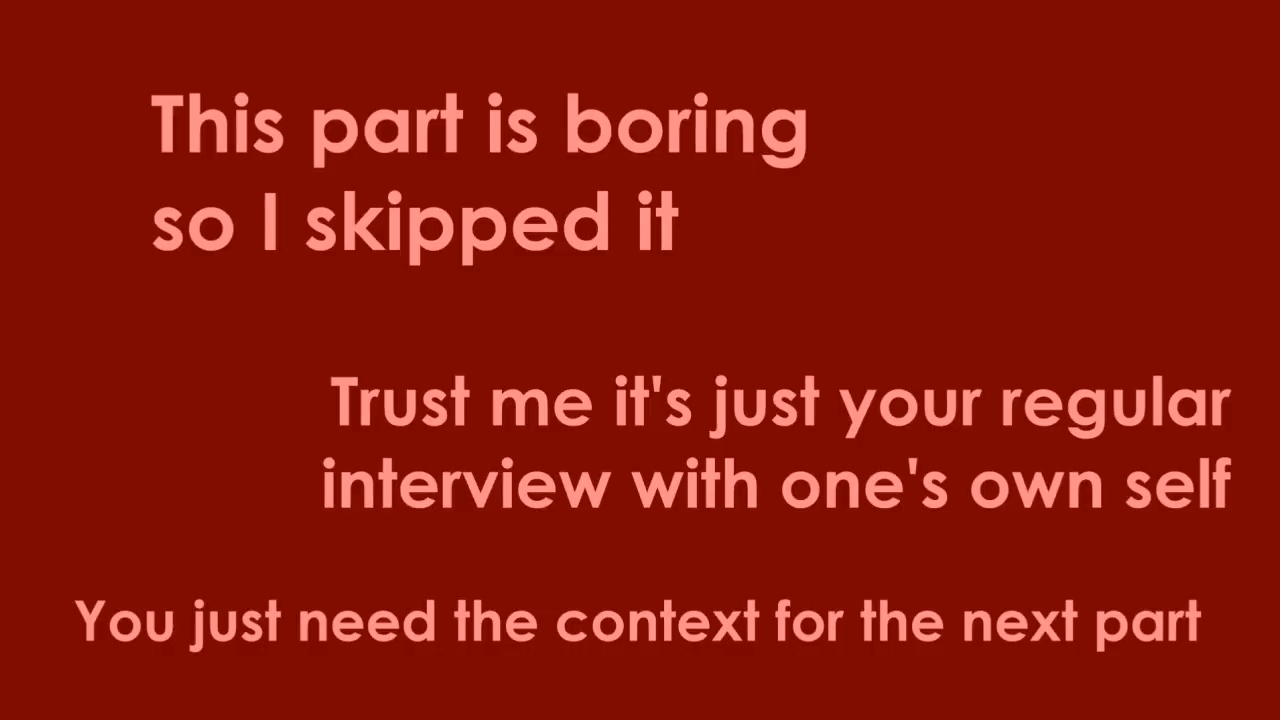 This part is boring
so I skipped it
Trust me it's just your regular
interview with one's own self
You just need the context for the next part